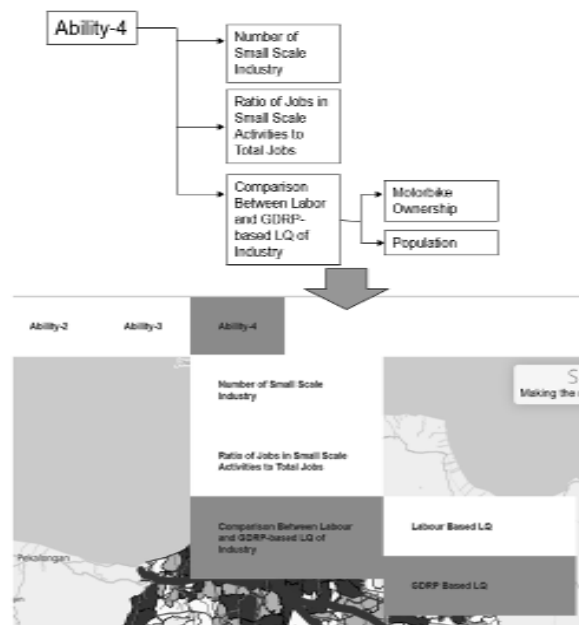 Ability-4
Number of
Small Scale
Industry
Ratio of Jobs in
Small Scale
Activities to
Total Jobs
Comparison
Between Labor
and GDRP-
based LQ of
Industry
Motorbike
Ownership
Population
Ability-2
Ability-3
Ability-4
Number of Small Scale
Industry
Ratio of Jobs in Small Scale
Activities to Total Jobs
Comparison Between Labour
and GDRP-based LQ of
Industry
Labour Based LQ
GDRP Based LQ
S
Making the
Pekalongan